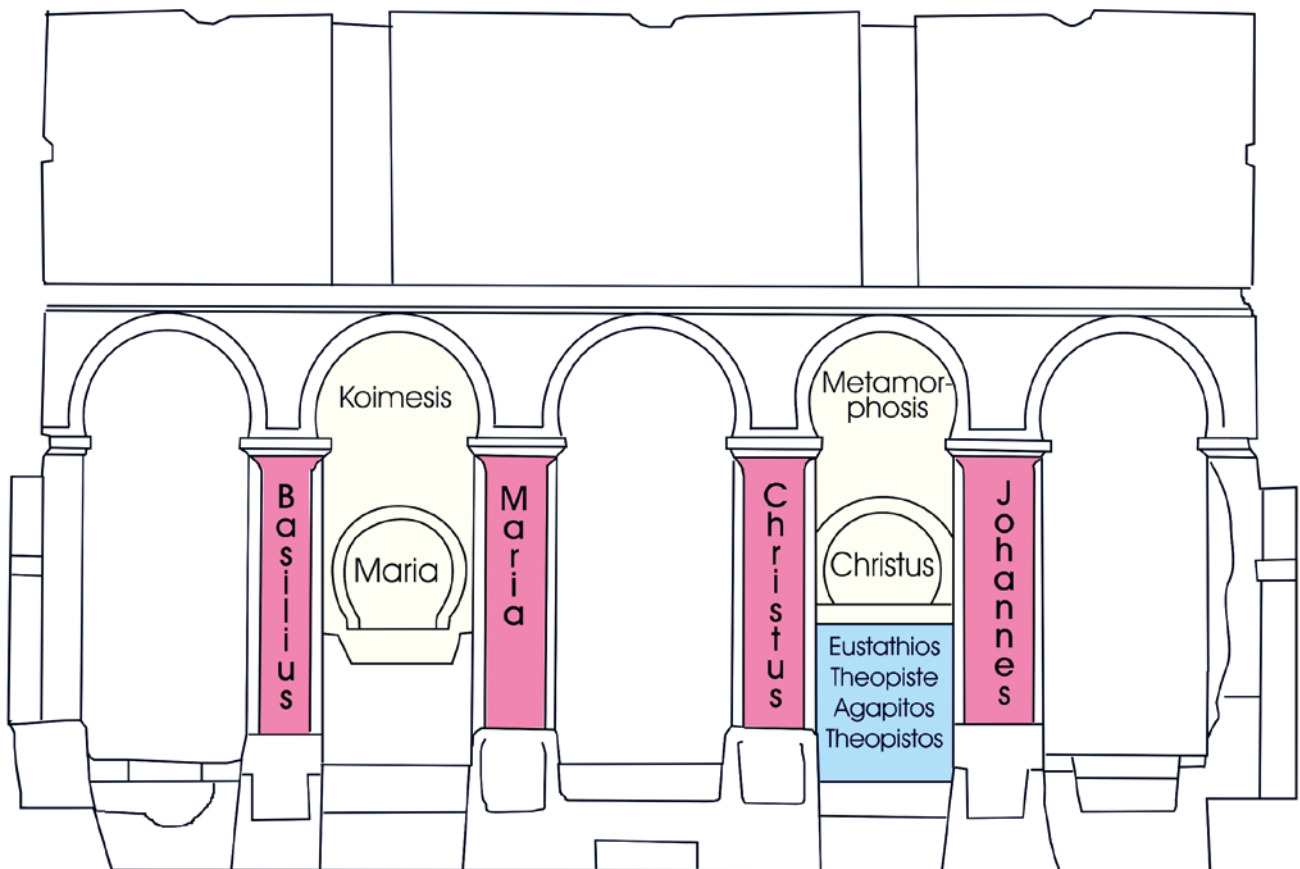 Koimesis
Metamor-
phosis
Basilius
Maria
Christus
Johannes
Maria
Christus
Eustathios
Theopiste
Agapitos
Theopistos